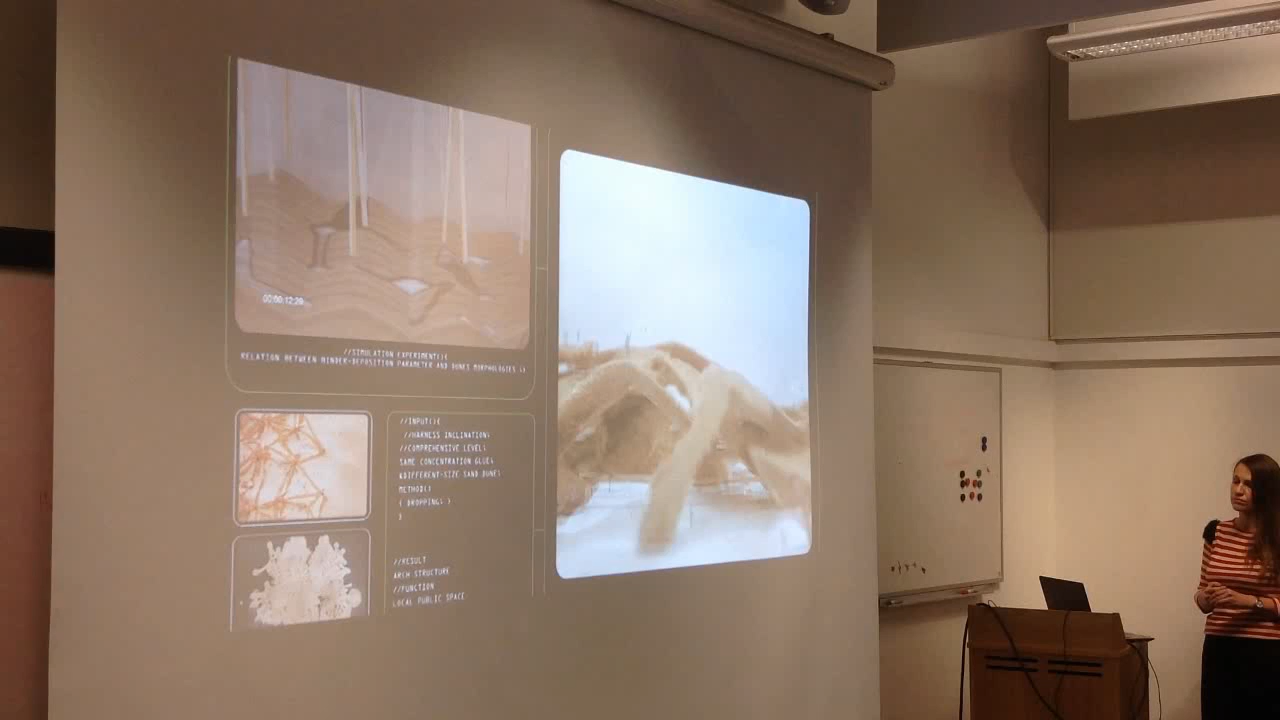 00:00:12:26
//SIMULATION EXPERIMENT(){
RELATION BETWEEN BINDER-DEPOSITION PARAMETER AND DUNES MORPHOLOGIES
//INPUT(){
//HARNESS INCLINATION;
//COMPREHENSIVE LEVEL;
SAME CONCENTRATION GLUE;
&DIFFERENT-SIZE SAND DUNE;
METHOD()
{ DROPPING; }
}
//RESULT
ARCH STRUCTURE
//FUNCTION
LOCAL PUBLIC SPACE